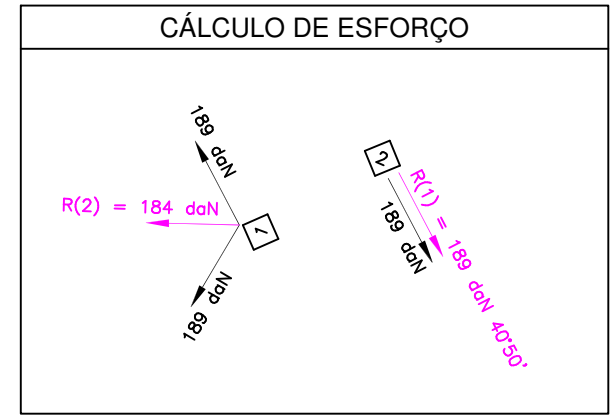 CÁLCULO DE ESFORÇO
189 daN
R(2) = 184 daN
1
189 daN
2
189 daN
R(1) = 189 daN 40°50'